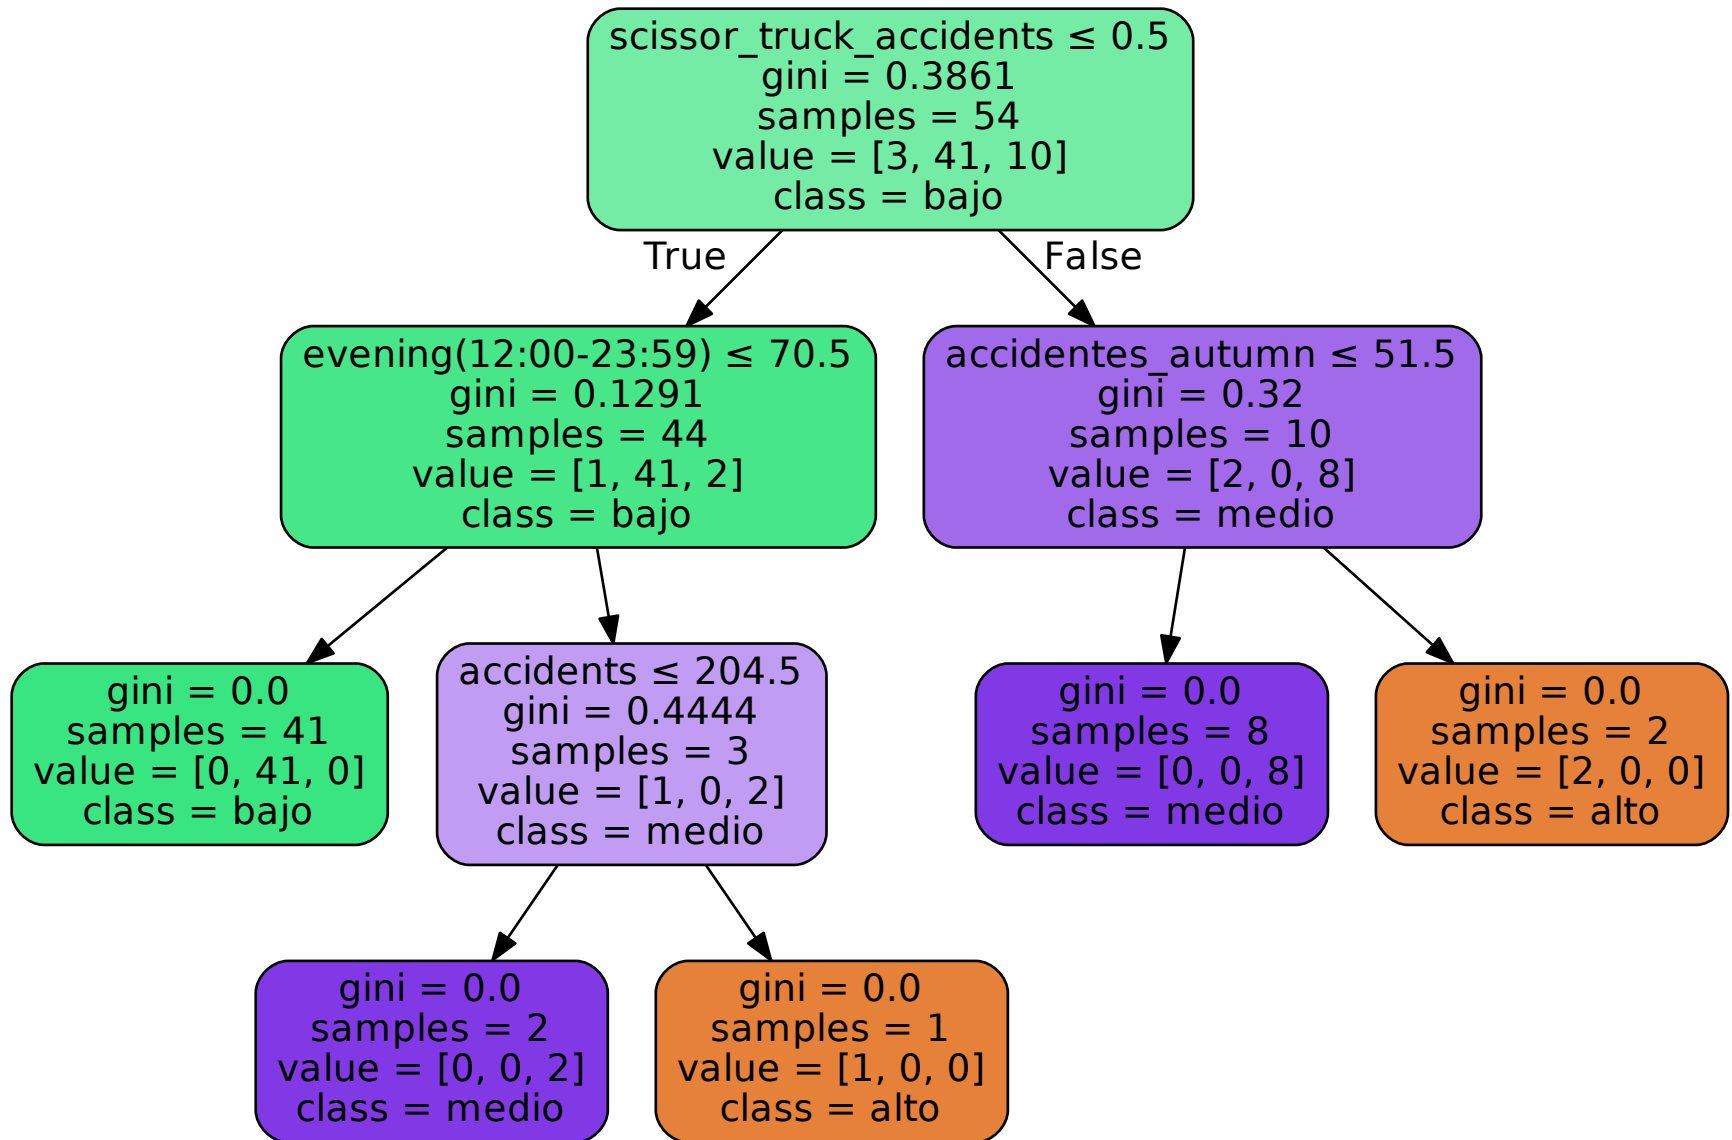 scissor_truck_accidents ≤ 0.5
gini = 0.3861
samples = 54
value = [3, 41, 10]
class = bajo
True
False
evening(12:00-23:59) ≤ 70.5
gini = 0.1291
samples = 44
value = [1, 41, 2]
class = bajo
accidentes_autumn ≤ 51.5
gini = 0.32
samples = 10
value = [2, 0, 8]
class = medio
gini = 0.0
samples = 41
value = [0, 41, 0]
class = bajo
accidents ≤ 204.5
gini = 0.4444
samples = 3
value = [1, 0, 2]
class = medio
gini = 0.0
samples = 8
value = [0, 0, 8]
class = medio
gini = 0.0
samples = 2
value = [2, 0, 0]
class = alto
gini = 0.0
samples = 2
value = [0, 0, 2]
class = medio
gini = 0.0
samples = 1
value = [1, 0, 0]
class = alto